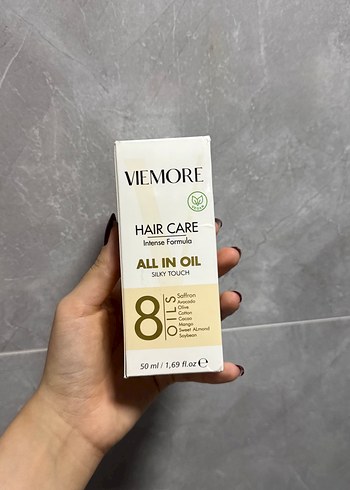 VIEMORE
VEGAN
HAIR CARE
Intense Formula
ALL IN OIL
SILKY TOUCH
8 OILS
Saffron
Avocado
Olive
Cotton
Cacao
Mango
Sweet Almond
Soybean
50 ml / 1,69 fl.oz ℮